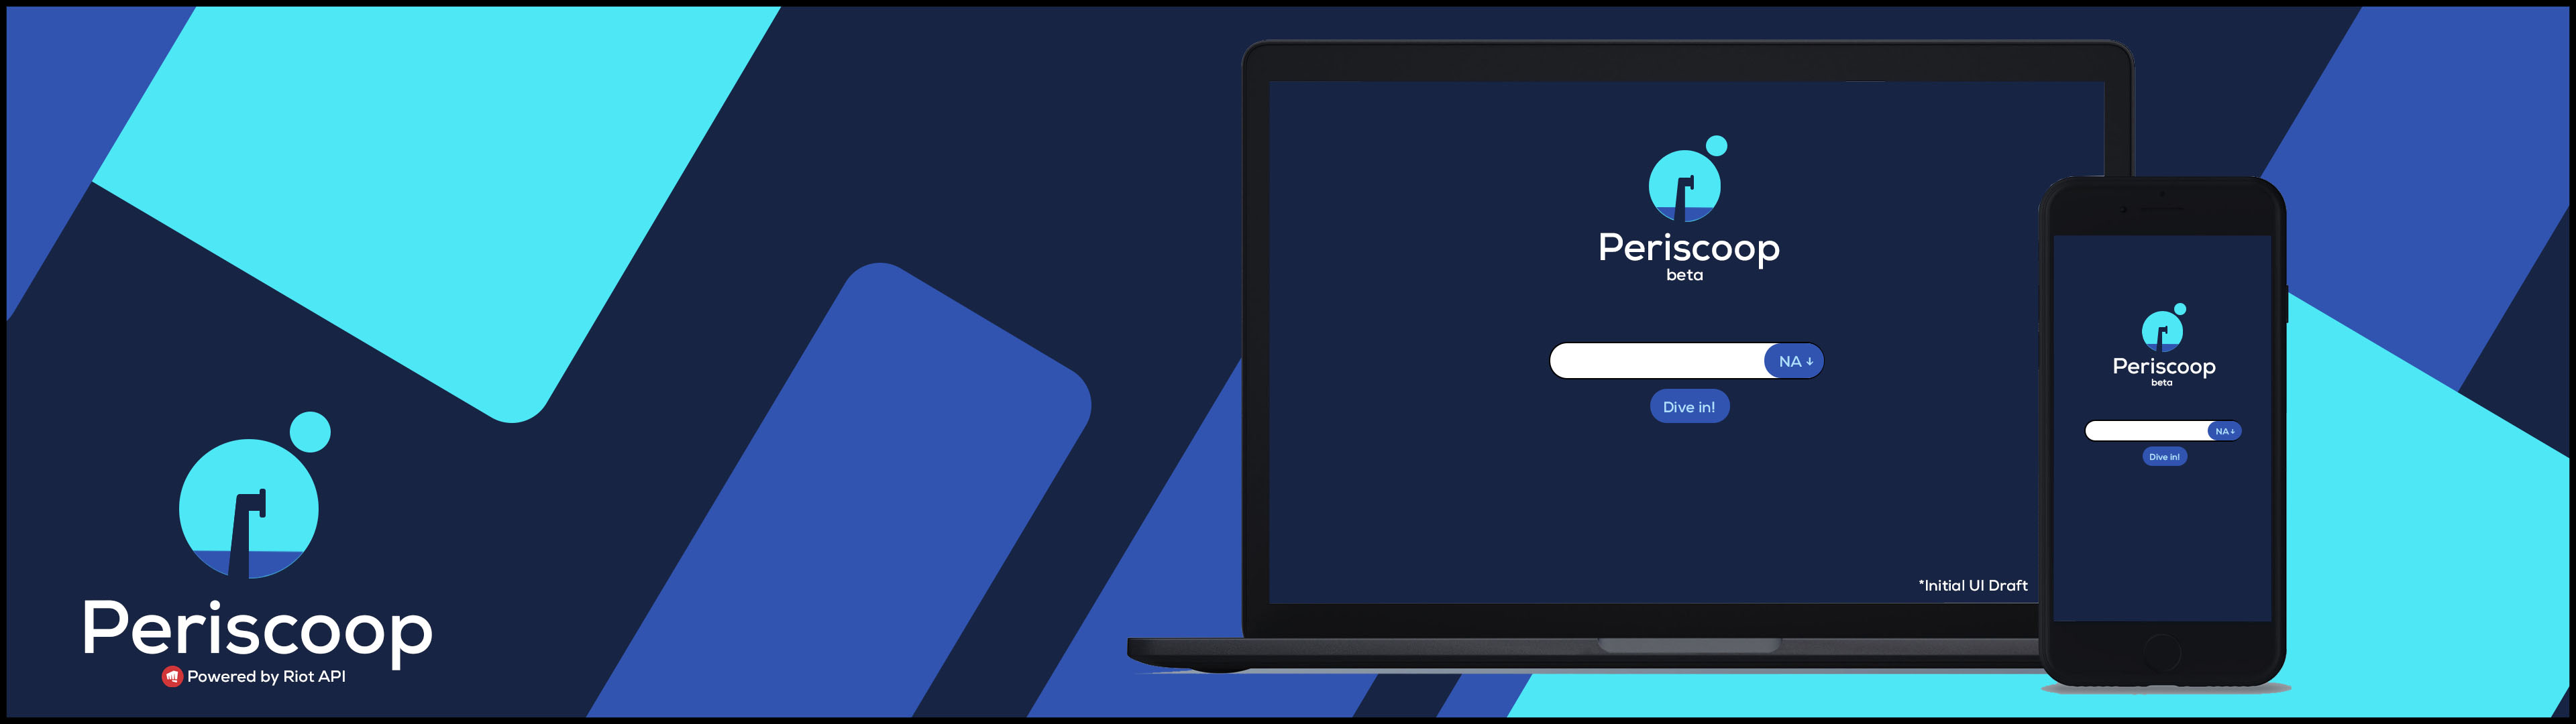 Periscoop
Powered by Riot API
Periscoop
beta
NA ↓
Dive in!
*Initial UI Draft
Periscoop
beta
NA ↓
Dive in!